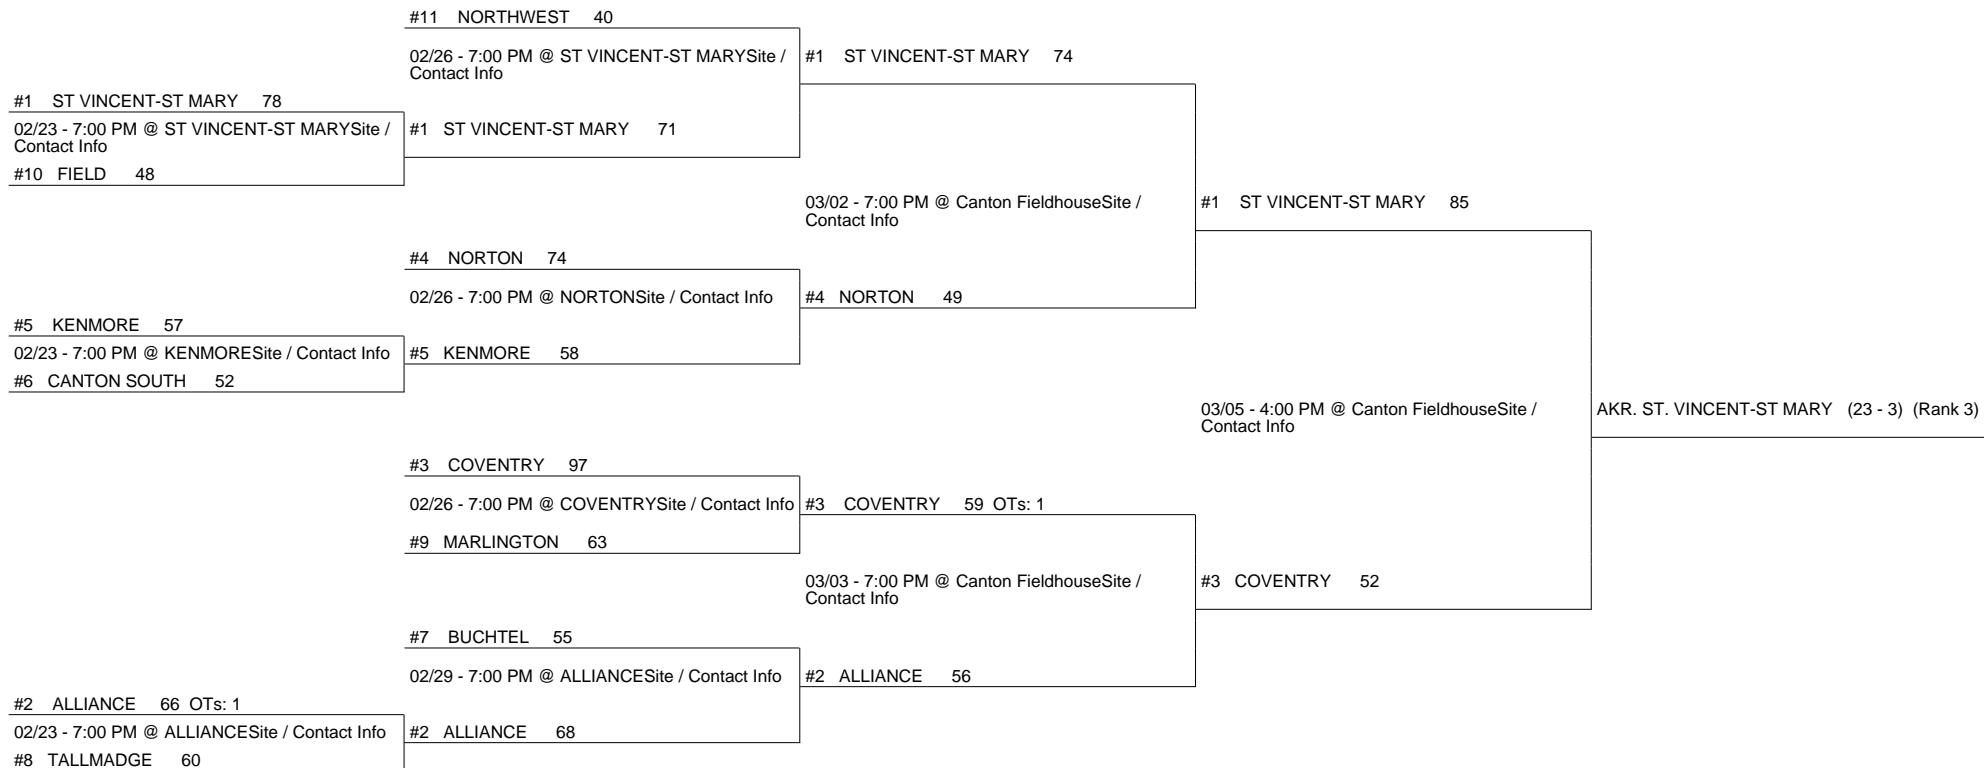 #11 NORTHWEST 40
02/26 - 7:00 PM @ ST VINCENT-ST MARYSite /
Contact Info
#1 ST VINCENT-ST MARY 74
#1 ST VINCENT-ST MARY 78
02/23 - 7:00 PM @ ST VINCENT-ST MARYSite /
Contact Info
#1 ST VINCENT-ST MARY 71
#10 FIELD 48
03/02 - 7:00 PM @ Canton FieldhouseSite /
Contact Info
#1 ST VINCENT-ST MARY 85
#4 NORTON 74
02/26 - 7:00 PM @ NORTONSite / Contact Info
#4 NORTON 49
#5 KENMORE 57
02/23 - 7:00 PM @ KENMORESite / Contact Info
#5 KENMORE 58
#6 CANTON SOUTH 52
03/05 - 4:00 PM @ Canton FieldhouseSite /
Contact Info
AKR. ST. VINCENT-ST MARY (23 - 3) (Rank 3)
#3 COVENTRY 97
02/26 - 7:00 PM @ COVENTRYSite / Contact Info
#3 COVENTRY 59 OTs: 1
#9 MARLINGTON 63
03/03 - 7:00 PM @ Canton FieldhouseSite /
Contact Info
#3 COVENTRY 52
#7 BUCHTEL 55
02/29 - 7:00 PM @ ALLIANCESite / Contact Info
#2 ALLIANCE 56
#2 ALLIANCE 66 OTs: 1
02/23 - 7:00 PM @ ALLIANCESite / Contact Info
#2 ALLIANCE 68
#8 TALLMADGE 60